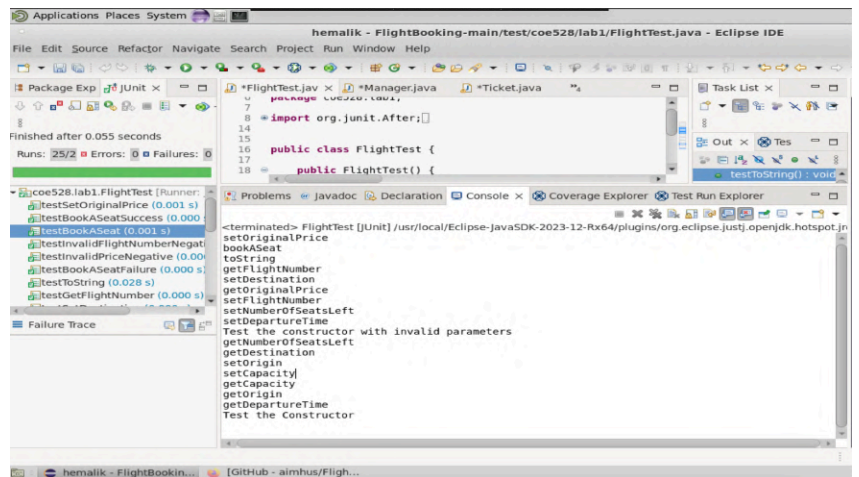 Applications Places System
hemalik - FlightBooking-main/test/coe528/lab1/FlightTest.java - Eclipse IDE
File Edit Source Refactor Navigate Search Project Run Window Help
Package Exp JUnit ×
Finished after 0.055 seconds
Runs: 25/2 Errors: 0 Failures: 0
coe528.lab1.FlightTest [Runner:
testSetOriginalPrice (0.001 s)
testBookASeatSuccess (0.000
testBookASeat (0.001 s)
testInvalidFlightNumberNegati
testInvalidPriceNegative (0.00
testBookASeatFailure (0.000 s)
testToString (0.028 s)
testGetFlightNumber (0.000 s)
Failure Trace
*FlightTest.jav × *Manager.java *Ticket.java
7
8 import org.junit.After;
14
15
16 public class FlightTest {
17
18 public FlightTest() {
Task List ×
Out × Tes
testToString() : void
Problems Javadoc Declaration Console × Coverage Explorer Test Run Explorer
<terminated> FlightTest [JUnit] /usr/local/Eclipse-JavaSDK-2023-12-Rx64/plugins/org.eclipse.justj.openjdk.hotspot.jr
setOriginalPrice
bookASeat
toString
getFlightNumber
setDestination
getOriginalPrice
setFlightNumber
setNumberOfSeatsLeft
setDepartureTime
Test the constructor with invalid parameters
getNumberOfSeatsLeft
getDestination
setOrigin
setCapacity
getCapacity
getOrigin
getDepartureTime
Test the Constructor
hemalik - FlightBookin... [GitHub - aimhus/Fligh...